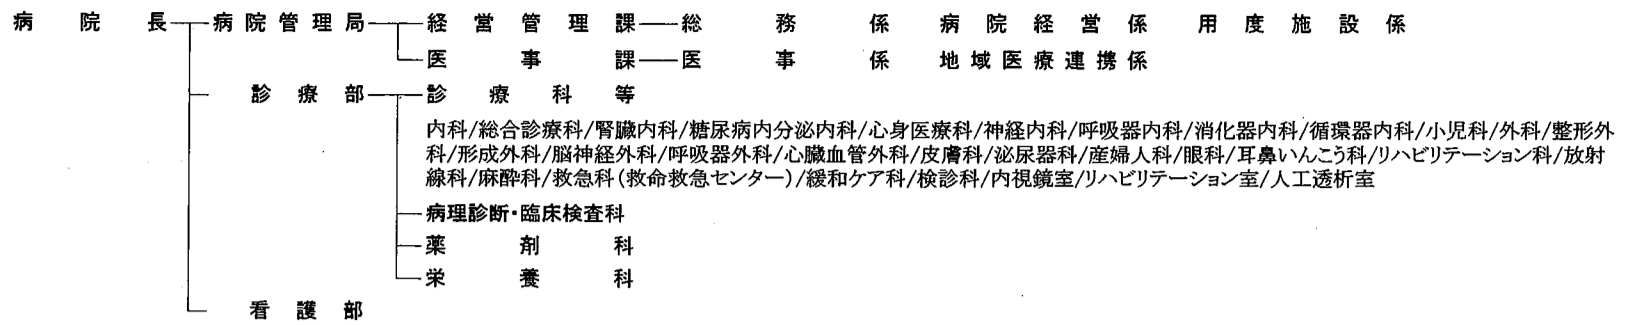 病院長 病院管理局 経営管理課 総務係 病院経営係 用度施設係
医事課 医事係 地域医療連携係
診療部 診療科等
内科/総合診療科/腎臓内科/糖尿病内分泌内科/心身医療科/神経内科/呼吸器内科/消化器内科/循環器内科/小児科/外科/整形外
科/形成外科/脳神経外科/呼吸器外科/心臓血管外科/皮膚科/泌尿器科/産婦人科/眼科/耳鼻いんこう科/リハビリテーション科/放射
線科/麻酔科/救急科(救命救急センター)/緩和ケア科/検診科/内視鏡室/リハビリテーション室/人工透析室
病理診断・臨床検査科
薬剤科
栄養科
看護部